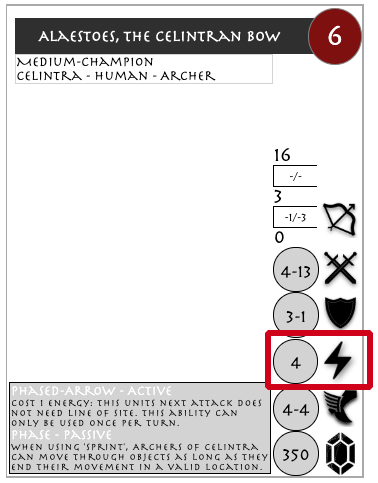 ALAESTOES, THE CELINTRAN BOW
6
MEDIUM-CHAMPION
CELINTRA - HUMAN - ARCHER
16
-/-
3
-1/-3
0
4-13
3-1
4
4-4
350
PHASED-ARROW - ACTIVE
COST 1 ENERGY: THIS UNITS NEXT ATTACK DOES
NOT NEED LINE OF SITE. THIS ABILITY CAN
ONLY BE USED ONCE PER TURN.
PHASE - PASSIVE
WHEN USING 'SPRINT', ARCHERS OF CELINTRA
CAN MOVE THROUGH OBJECTS AS LONG AS THEY
END THEIR MOVEMENT IN A VALID LOCATION.